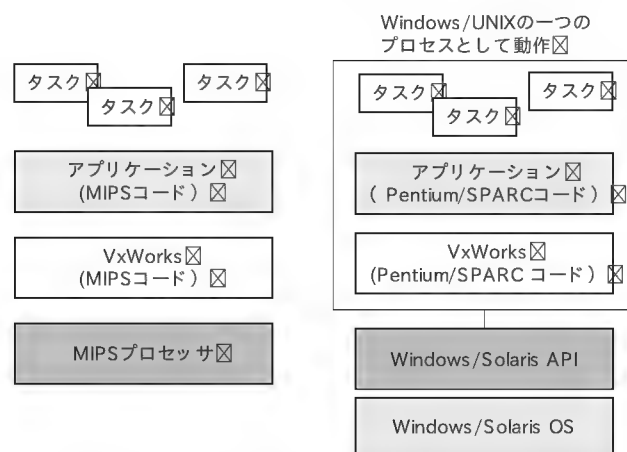 タスク
タスク
タスク
アプリケーション
(MIPSコード)
VxWorks
(MIPSコード)
MIPSプロセッサ
Windows/UNIXの一つの
プロセスとして動作
タスク
タスク
タスク
アプリケーション
( Pentium/SPARCコード)
VxWorks
(Pentium/SPARC コード)
Windows/Solaris API
Windows/Solaris OS